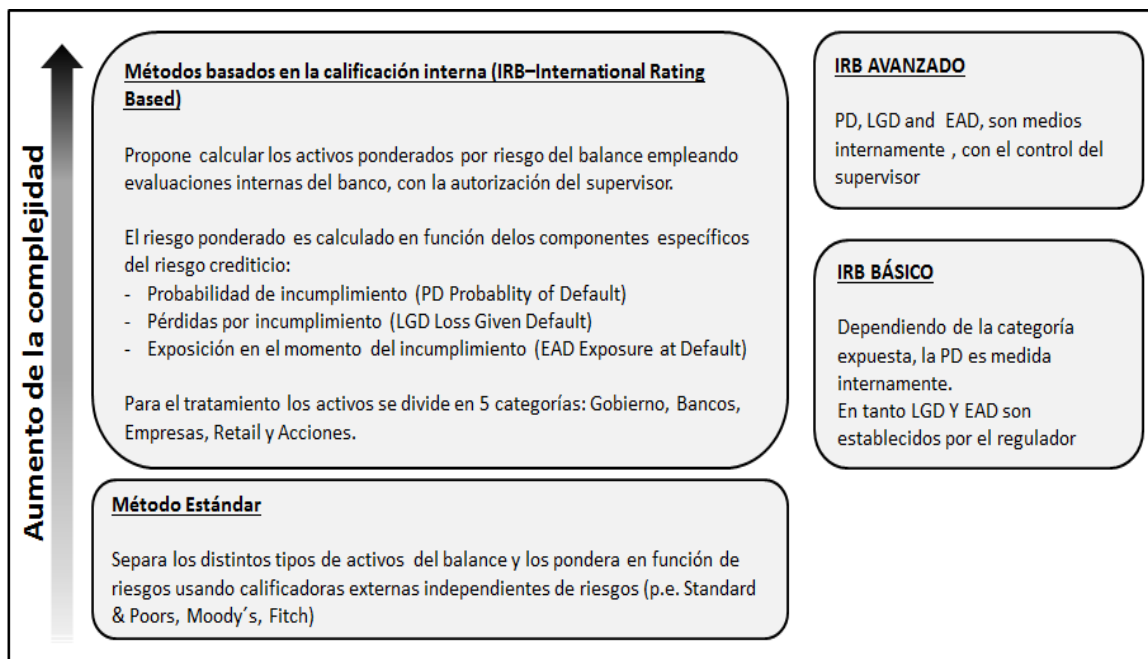 Aumento de la complejidad
Métodos basados en la calificación interna (IRB–International Rating
Based)
Propone calcular los activos ponderados por riesgo del balance empleando
evaluaciones internas del banco, con la autorización del supervisor.
El riesgo ponderado es calculado en función delos componentes específicos
del riesgo crediticio:
- Probabilidad de incumplimiento (PD Probablity of Default)
- Pérdidas por incumplimiento (LGD Loss Given Default)
- Exposición en el momento del incumplimiento (EAD Exposure at Default)
Para el tratamiento los activos se divide en 5 categorías: Gobierno, Bancos,
Empresas, Retail y Acciones.
IRB AVANZADO
PD, LGD and EAD, son medios
internamente , con el control del
supervisor
IRB BÁSICO
Dependiendo de la categoría
expuesta, la PD es medida
internamente.
En tanto LGD Y EAD son
establecidos por el regulador
Método Estándar
Separa los distintos tipos de activos del balance y los pondera en función de
riesgos usando calificadoras externas independientes de riesgos (p.e. Standard
& Poors, Moody´s, Fitch)